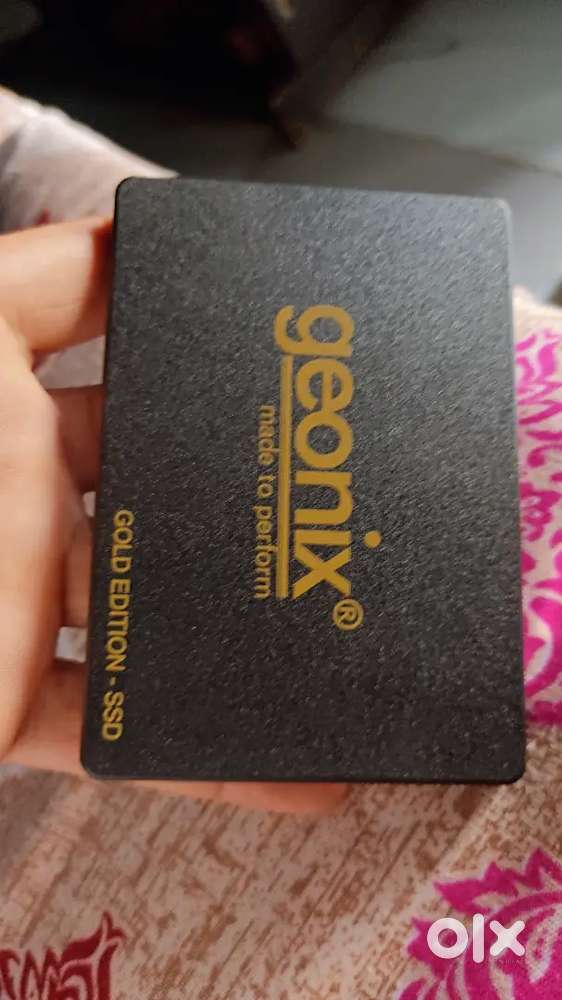 geonix®
made to perform
GOLD EDITION - SSD
olx